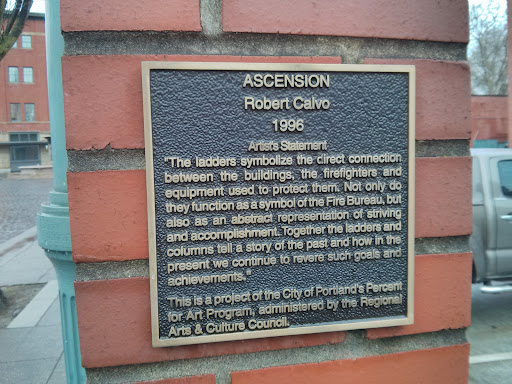 ASCENSION
Robert Calvo
1996
Artist's Statement
"The ladders symbolize the direct connection
between the buildings, the firefighters and
equipment used to protect them. Not only do
they function as a symbol of the Fire Bureau, but
also as an abstract representation of striving
and accomplishment. Together the ladders and
columns tell a story of the past and how in the
present we continue to revere such goals and
achievements."
This is a project of the City of Portland's Percent
for Art Program, administered by the Regional
Arts & Culture Council.